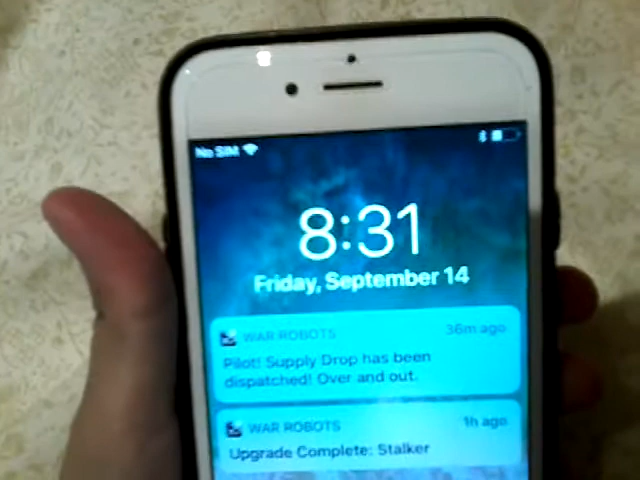 No SIM
8:31
Friday, September 14
WAR ROBOTS 36m ago
Pilot! Supply Drop has been
dispatched! Over and out.
WAR ROBOTS 1h ago
Upgrade Complete: Stalker